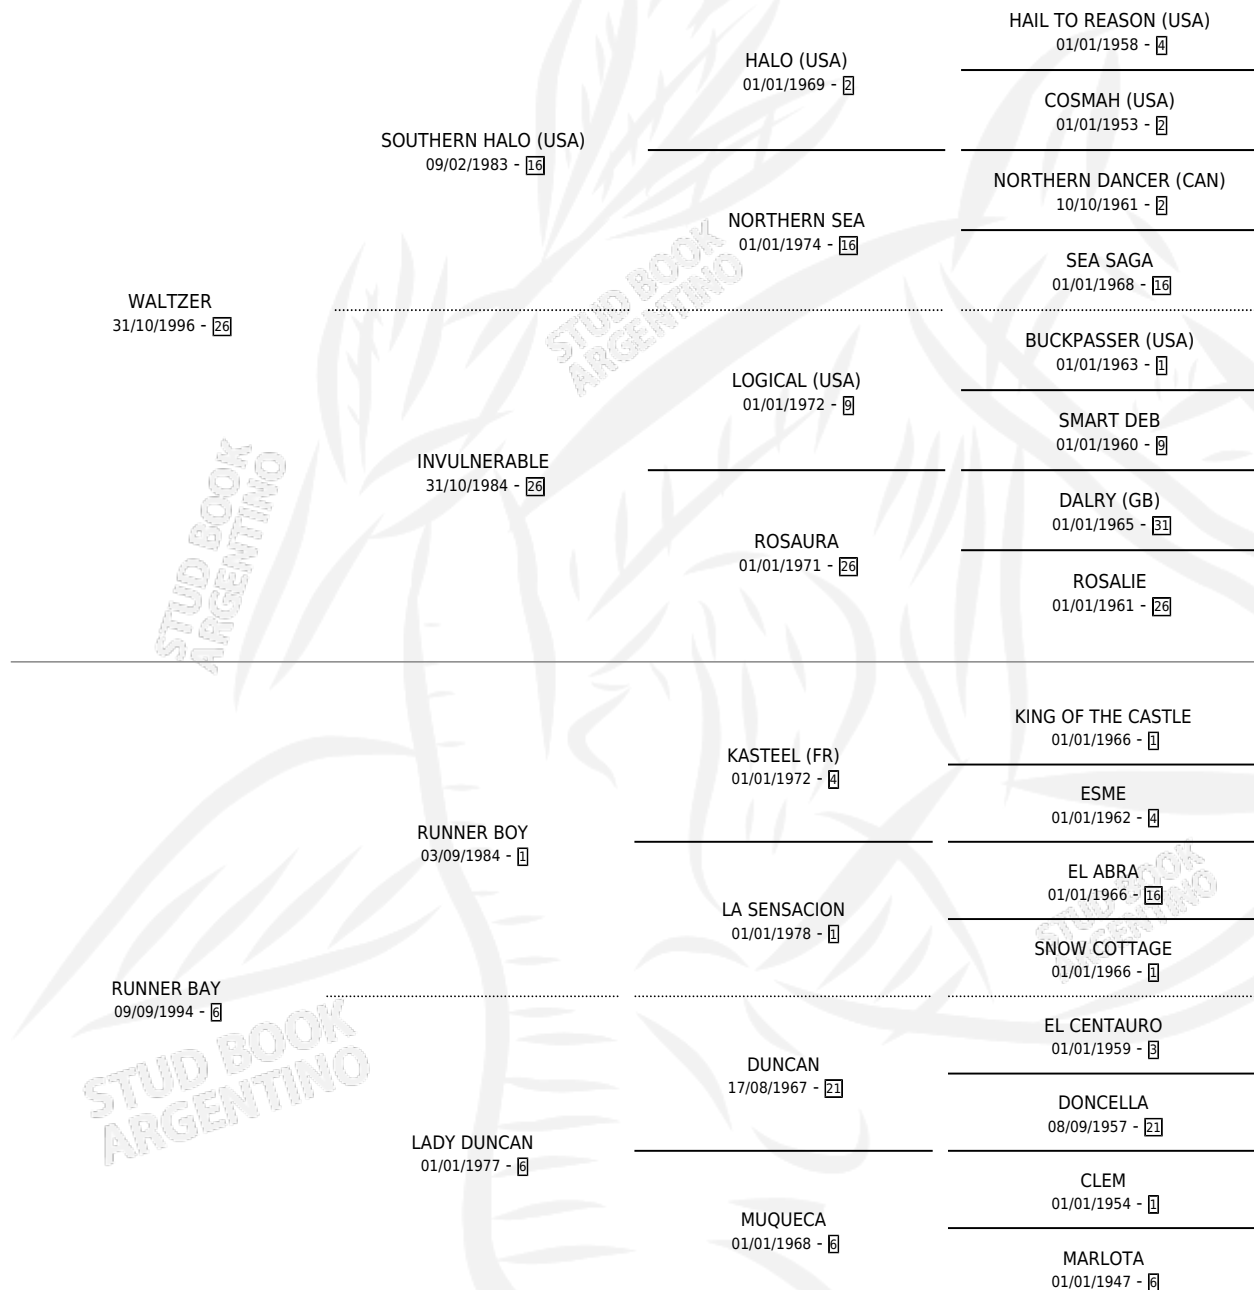 HAIL TO REASON (USA)
01/01/1958 - 4
HALO (USA)
01/01/1969 - 2
COSMAH (USA)
01/01/1953 - 2
SOUTHERN HALO (USA)
09/02/1983 - 16
NORTHERN DANCER (CAN)
10/10/1961 - 2
NORTHERN SEA
01/01/1974 - 16
SEA SAGA
01/01/1968 - 16
WALTZER
31/10/1996 - 26
BUCKPASSER (USA)
01/01/1963 - 1
LOGICAL (USA)
01/01/1972 - 9
SMART DEB
01/01/1960 - 9
INVULNERABLE
31/10/1984 - 26
DALRY (GB)
01/01/1965 - 31
ROSAURA
01/01/1971 - 26
ROSALIE
01/01/1961 - 26
KING OF THE CASTLE
01/01/1966 - 1
KASTEEL (FR)
01/01/1972 - 4
ESME
01/01/1962 - 4
RUNNER BOY
03/09/1984 - 1
EL ABRA
01/01/1966 - 16
LA SENSACION
01/01/1978 - 1
SNOW COTTAGE
01/01/1966 - 1
RUNNER BAY
09/09/1994 - 6
EL CENTAURO
01/01/1959 - 3
DUNCAN
17/08/1967 - 21
DONCELLA
08/09/1957 - 21
LADY DUNCAN
01/01/1977 - 6
CLEM
01/01/1954 - 1
MUQUECA
01/01/1968 - 6
MARLOTA
01/01/1947 - 6
STUD BOOK
ARGENTINO
STUD BOOK
ARGENTINO
STUD BOOK
ARGENTINO
STUD BOOK
ARGENTINO